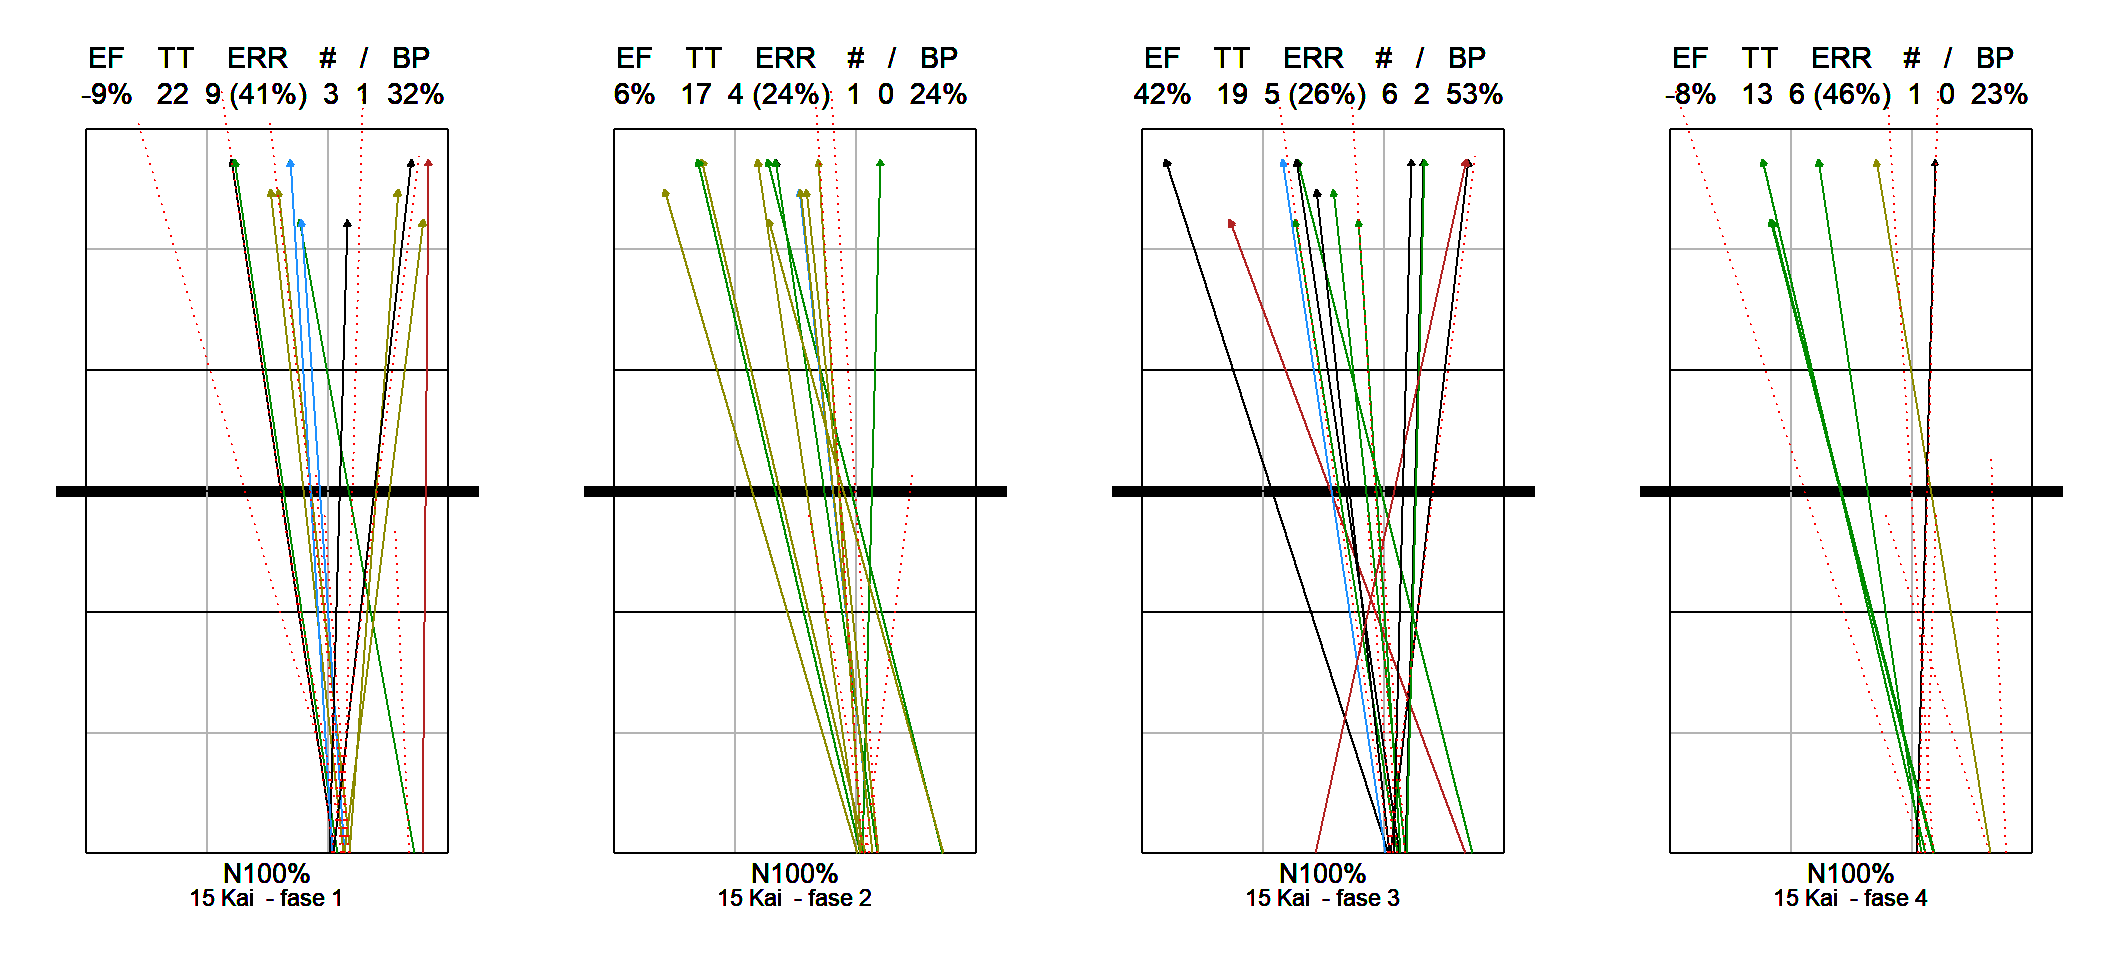 EF TT ERR # / BP
-9% 22 9 (41%) 3 1 32%
N100%
15 Kai - fase 1
EF TT ERR # / BP
6% 17 4 (24%) 1 0 24%
N100%
15 Kai - fase 2
EF TT ERR # / BP
42% 19 5 (26%) 6 2 53%
N100%
15 Kai - fase 3
EF TT ERR # / BP
-8% 13 6 (46%) 1 0 23%
N100%
15 Kai - fase 4